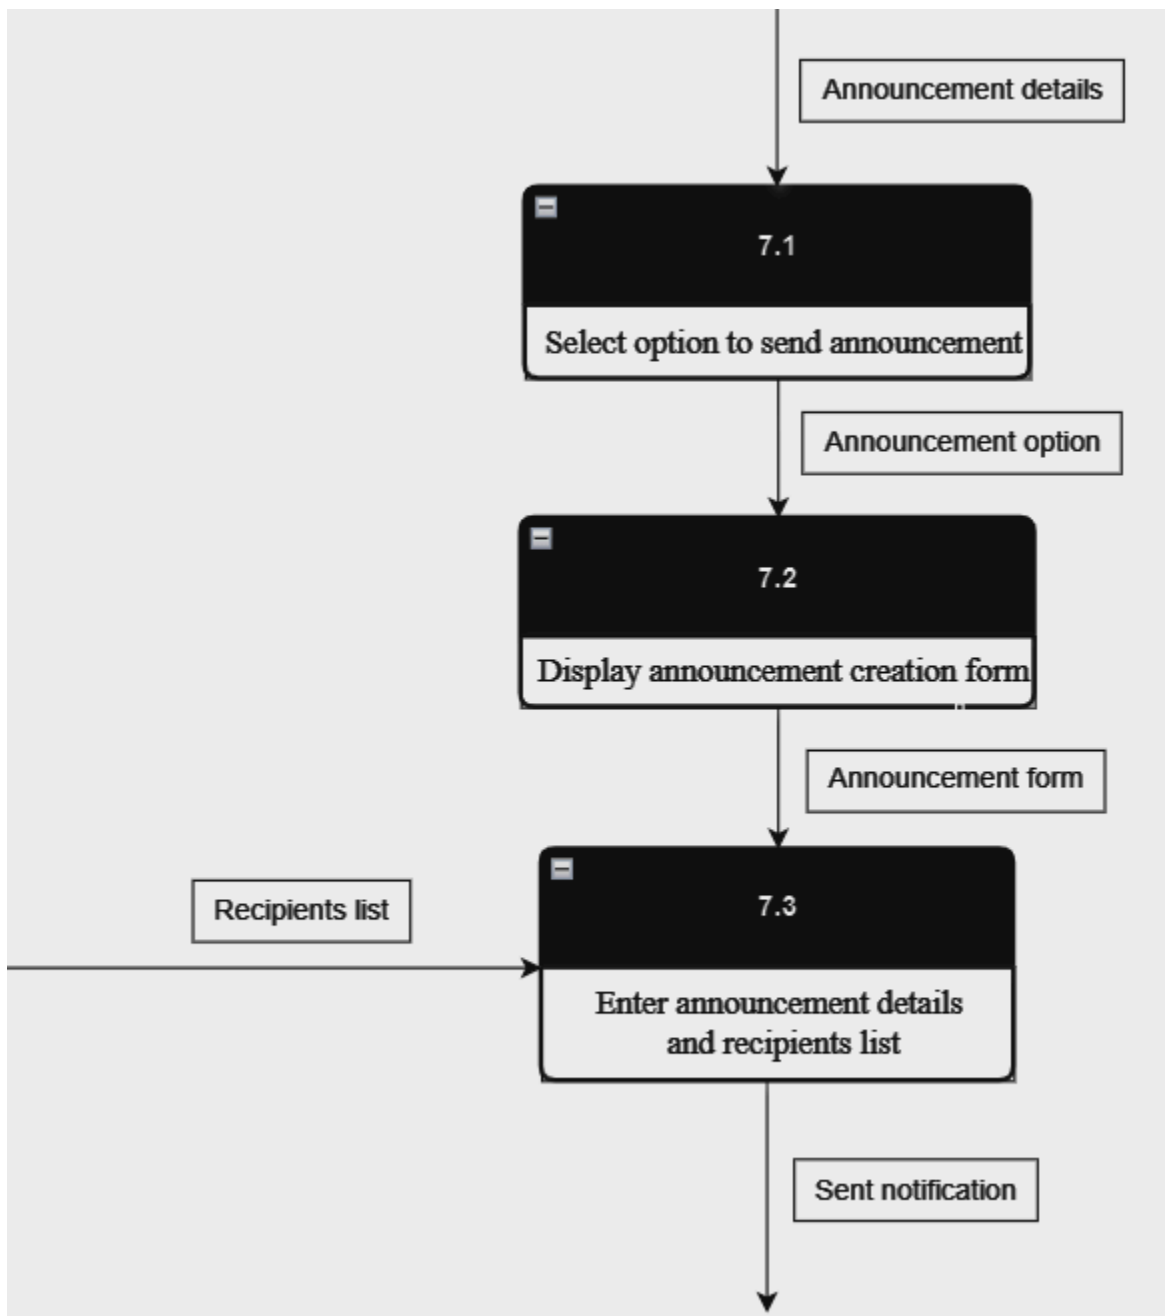 Announcement details
7.1
Select option to send announcement
Announcement option
7.2
Display announcement creation form
Announcement form
7.3
Recipients list
Enter announcement details
and recipients list
Sent notification